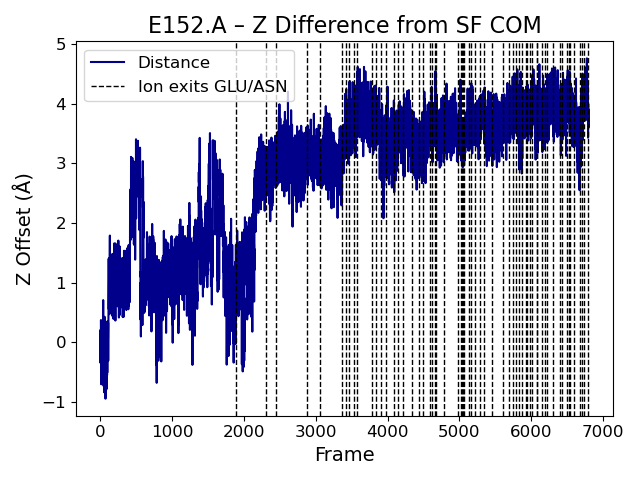 E152.A – Z Difference from SF COM
Distance
Ion exits GLU/ASN
Z Offset (Å)
5
4
3
2
1
0
−1
0 1000 2000 3000 4000 5000 6000 7000
Frame